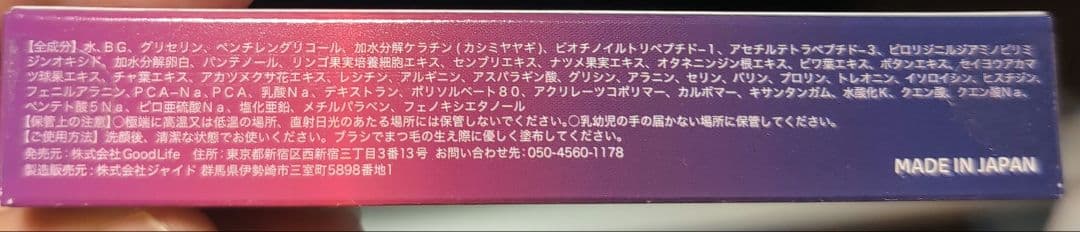 【全成分】水、BG、グリセリン、ペンチレングリコール、加水分解ケラチン(カシミヤヤギ)、ビオチノイルトリペプチド-1、アセチルテトラペプチド-3、ピロリジニルジアミノピリミ
ジンオキシド、加水分解卵白、パンテノール、リンゴ果実培養細胞エキス、センブリエキス、ナツメ果実エキス、オタネニンジン根エキス、ビワ葉エキス、ボタンエキス、セイヨウアカマ
ツ球果エキス、チャ葉エキス、アカツメクサ花エキス、レシチン、アルギニン、アスパラギン酸、グリシン、アラニン、セリン、バリン、プロリン、トレオニン、イソロイシン、ヒスチジン、
フェニルアラニン、PCA-Na、PCA、乳酸Na、デキストラン、ポリソルベート80、アクリレーツコポリマー、カルボマー、キサンタンガム、水酸化K、クエン酸、クエン酸Na、
ペンテト酸5Na、ピロ亜硫酸Na、塩化亜鉛、メチルパラベン、フェノキシエタノール
【保管上の注意】○極端に高温又は低温の場所、直射日光のあたる場所には保管しないでください。○乳幼児の手の届かない場所に保管してください。
【ご使用方法】洗顔後、清潔な状態でお使いください。ブラシでまつ毛の生え際に優しく塗布してください。
発売元：株式会社GoodLife 住所：東京都新宿区西新宿三丁目3番13号 お問い合わせ先：050-4560-1178
製造販売元：株式会社ジャイド 群馬県伊勢崎市三室町5898番地1
MADE IN JAPAN